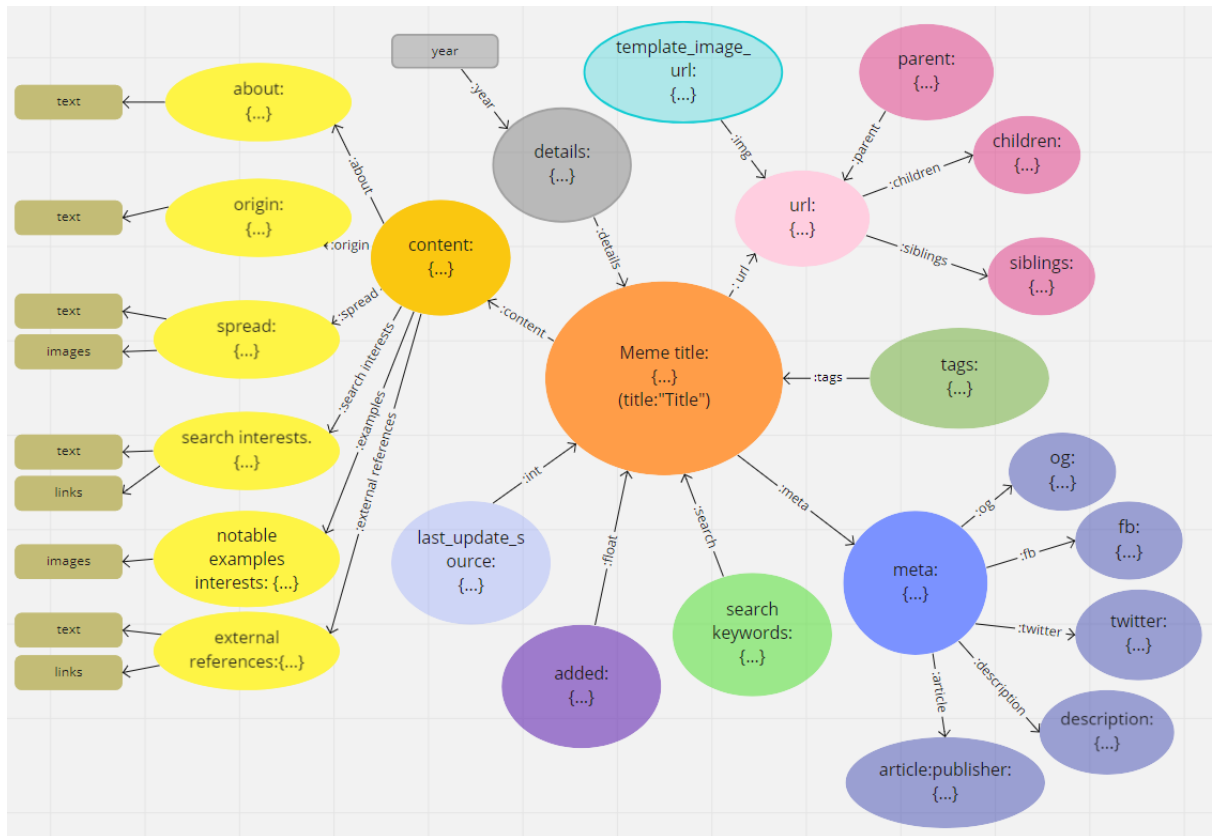 year
template_image_
url:
{...}
parent:
{...}
text
about:
{...}
:year
:img
:parent
children:
{...}
:children
details:
{...}
:about
text
origin:
{...}
:origin
content:
{...}
:details
url:
{...}
:siblings
siblings:
{...}
:url
text
images
spread:
{...}
:spread
:content
Meme title:
{...}
(title:"Title")
:tags
tags:
{...}
:search interests
:examples
:external references
text
links
search interests.
{...}
:int
:float
:search
:meta
og:
{...}
:og
images
notable
examples
interests: {...}
last_update_s
ource:
{...}
meta:
{...}
:fb
fb:
{...}
text
links
external
references:{...}
added:
{...}
search
keywords:
{...}
:twitter
twitter:
{...}
:article
:description
description:
{...}
article:publisher:
{...}